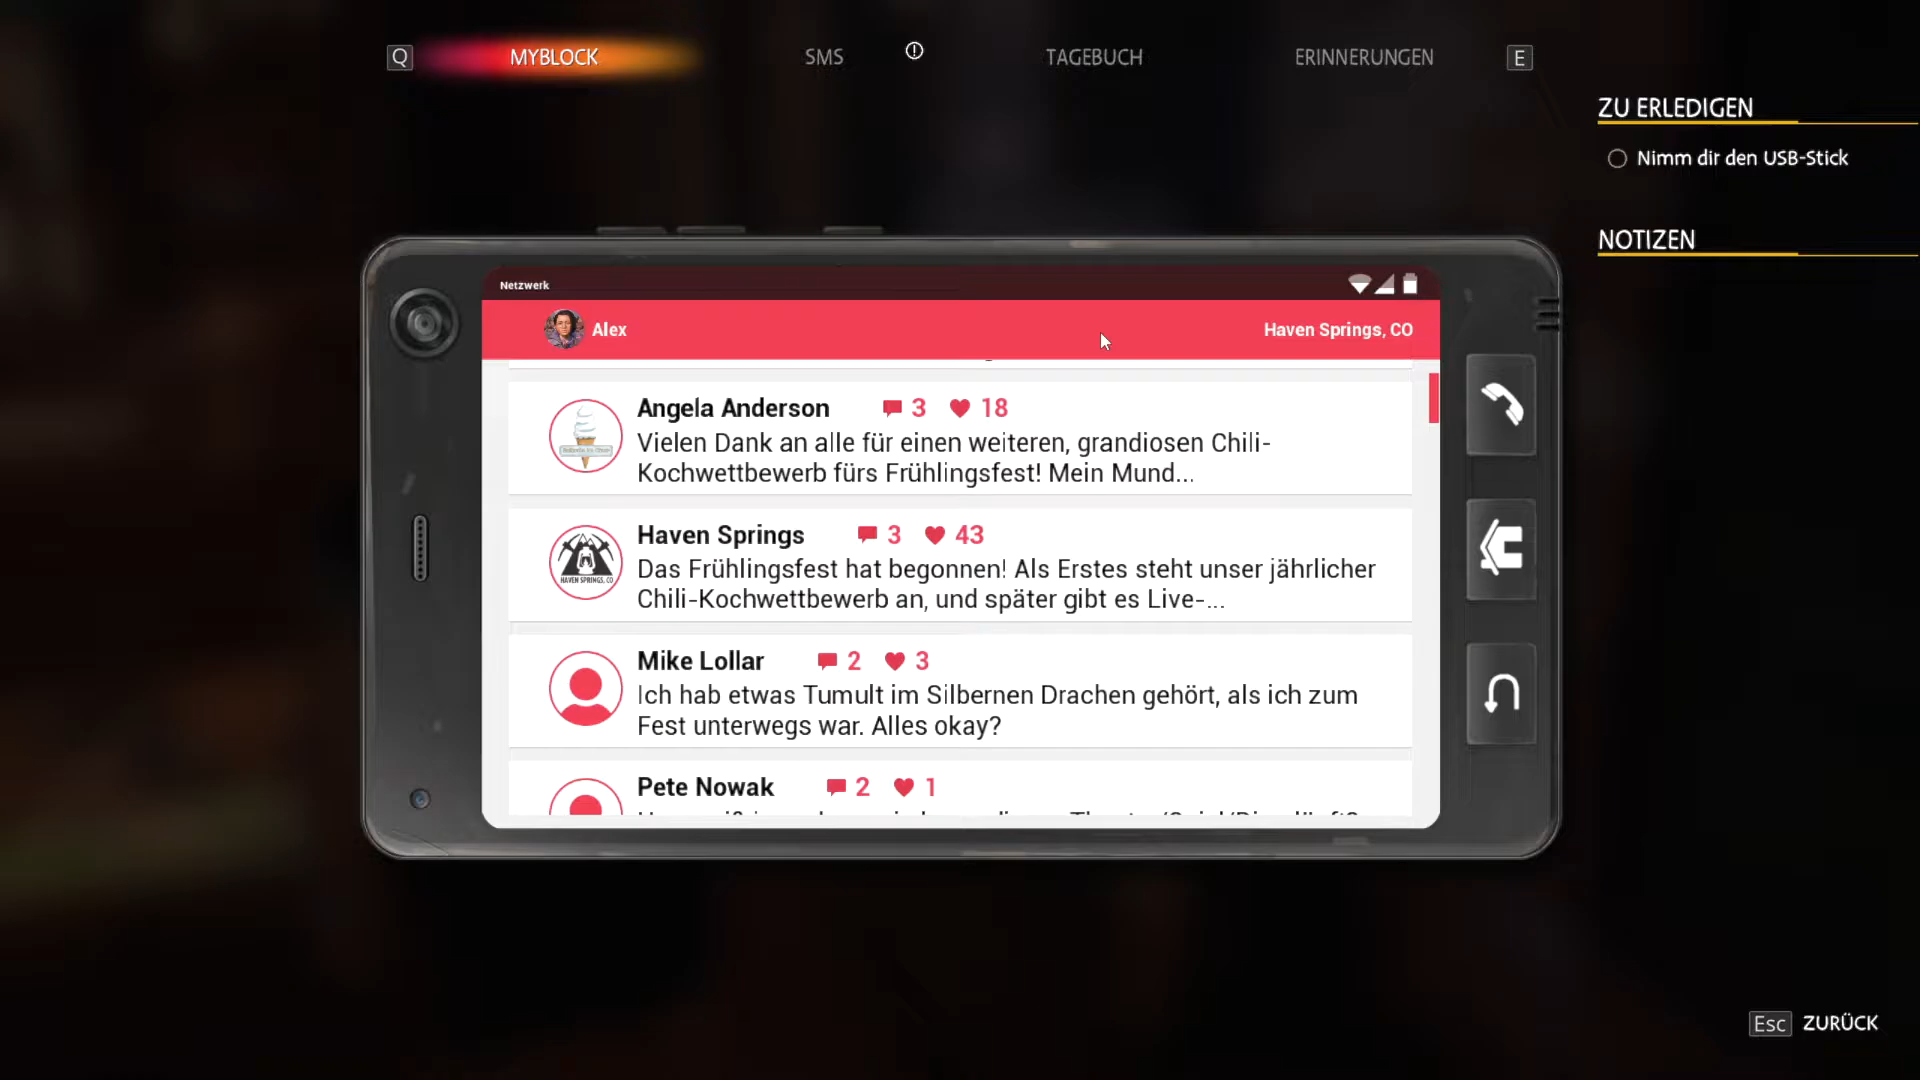 Q
MYBLOCK
SMS
TAGEBUCH
ERINNERUNGEN
E
ZU ERLEDIGEN
Nimm dir den USB-Stick
NOTIZEN
Netzwerk
Alex
Haven Springs, CO
Angela Anderson 3 18
Vielen Dank an alle für einen weiteren, grandiosen Chili-
Kochwettbewerb fürs Frühlingsfest! Mein Mund...
Haven Springs 3 43
HAVEN SPRINGS, CO
Das Frühlingsfest hat begonnen! Als Erstes steht unser jährlicher
Chili-Kochwettbewerb an, und später gibt es Live-...
Mike Lollar 2 3
Ich hab etwas Tumult im Silbernen Drachen gehört, als ich zum
Fest unterwegs war. Alles okay?
Pete Nowak 2 1
Esc ZURÜCK